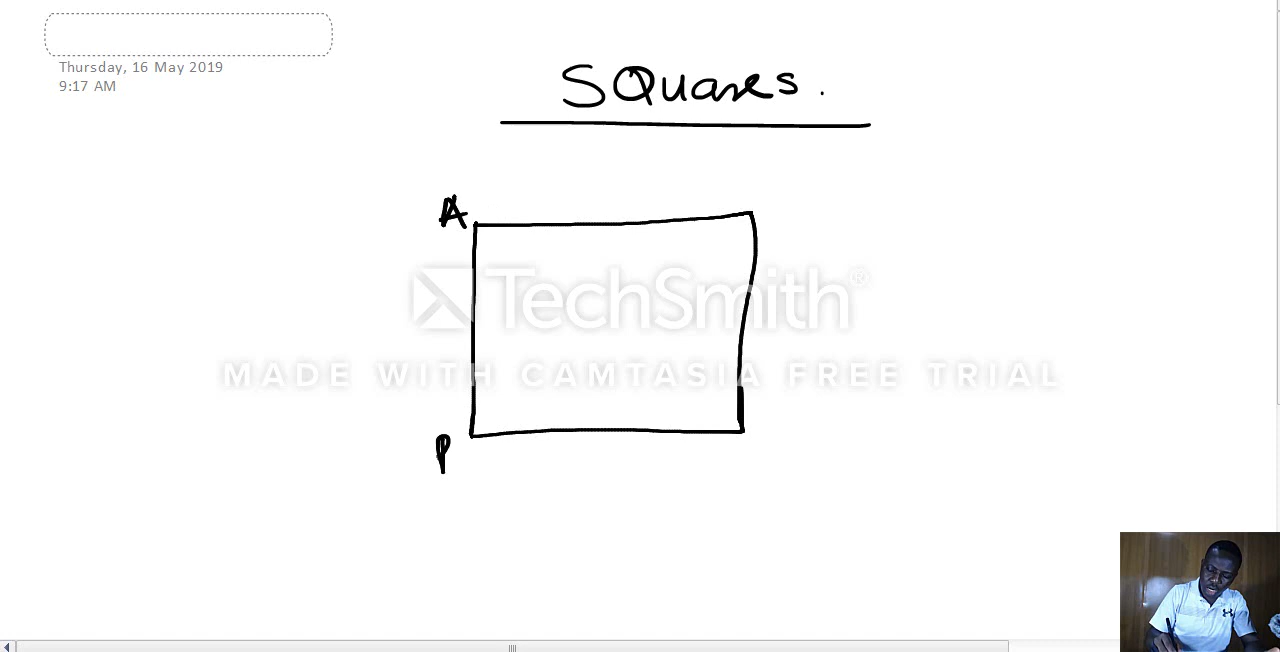 Thursday, 16 May 2019
9:17 AM
SQuares.
A
TechSmith®
MADE WITH CAMTASIA FREE TRIAL
P